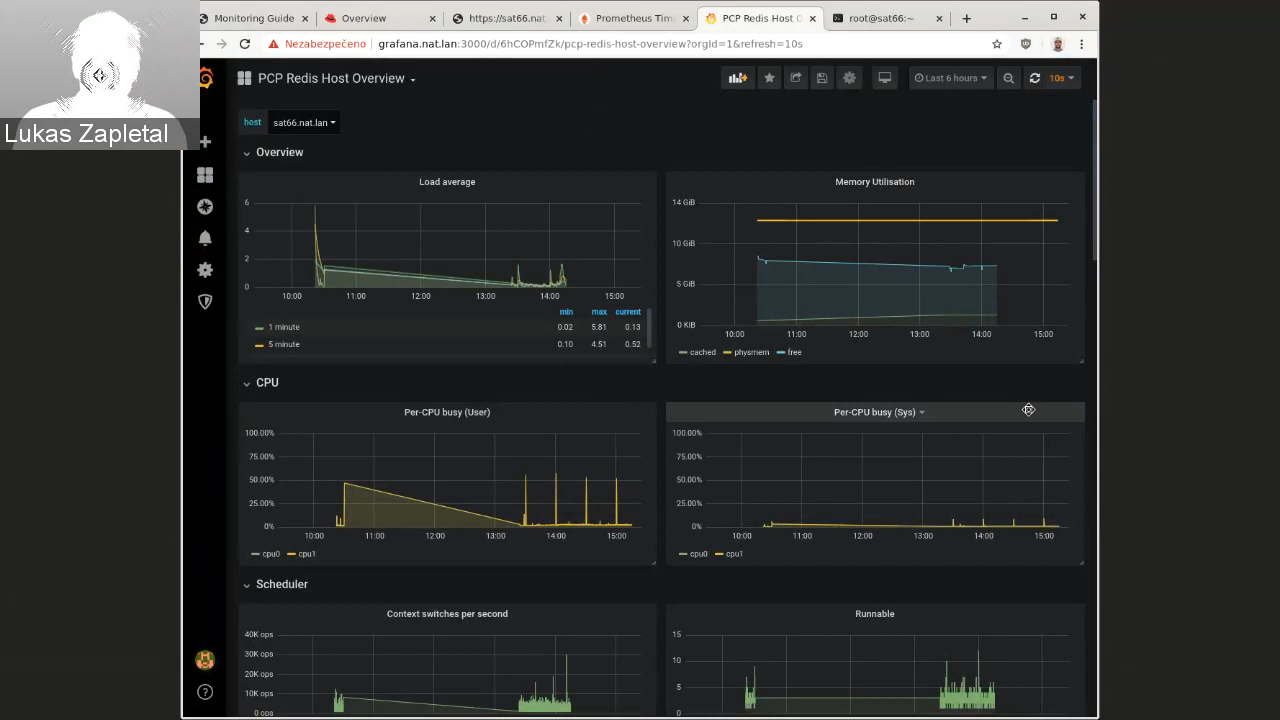 Monitoring Guide
Overview
https://sat66.nat.
Prometheus Tim
PCP Redis Host O
root@sat66:~
Nezabezpečeno
grafana.nat.lan:3000/d/6hCOPmfZk/pcp-redis-host-overview?orgId=1&refresh=10s
Lukas Zapletal
PCP Redis Host Overview
Last 6 hours
10s
host
sat66.nat.lan
Overview
Load average
6
4
2
0
10:00 11:00 12:00 13:00 14:00 15:00
min max current
1 minute 0.02 5.81 0.13
5 minute 0.10 4.51 0.52
Memory Utilisation
14 GiB
10 GiB
5 GiB
0 KiB
10:00 11:00 12:00 13:00 14:00 15:00
cached physmem free
CPU
Per-CPU busy (User)
100.00%
75.00%
50.00%
25.00%
0%
10:00 11:00 12:00 13:00 14:00 15:00
cpu0 cpu1
Per-CPU busy (Sys)
100.00%
75.00%
50.00%
25.00%
0%
10:00 11:00 12:00 13:00 14:00 15:00
cpu0 cpu1
Scheduler
Context switches per second
40K ops
30K ops
20K ops
10K ops
0 ops
Runnable
15
10
5
0